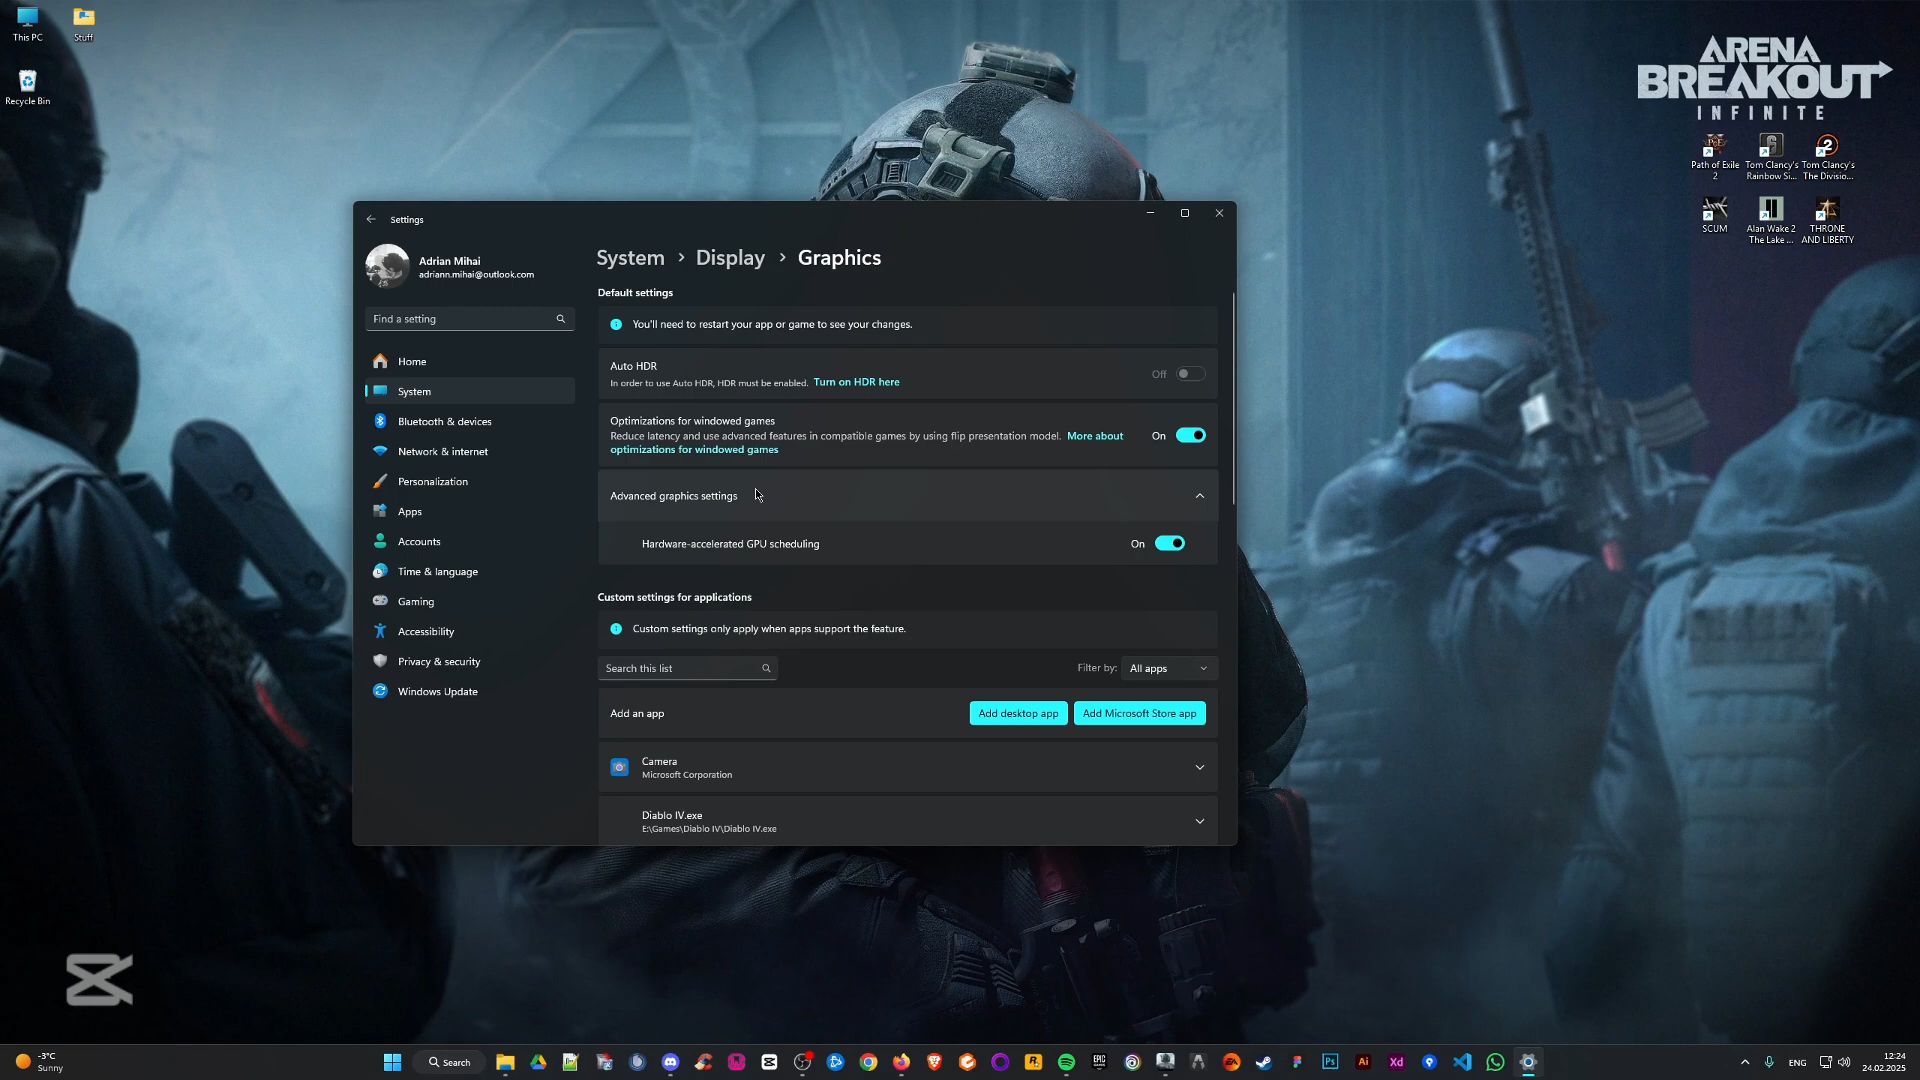 This PC
Stuff
Recycle Bin
ARENA
BREAKOUT
INFINITE
Path of Exile
2
Tom Clancy's
Rainbow Si...
Tom Clancy's
The Divisio...
SCUM
Alan Wake 2
The Lake ...
THRONE
AND LIBERTY
Settings
Adrian Mihai
adriann.mihai@outlook.com
Find a setting
Home
System
Bluetooth & devices
Network & internet
Personalization
Apps
Accounts
Time & language
Gaming
Accessibility
Privacy & security
Windows Update
System > Display > Graphics
Default settings
You'll need to restart your app or game to see your changes.
Auto HDR
In order to use Auto HDR, HDR must be enabled. Turn on HDR here
Off
Optimizations for windowed games
Reduce latency and use advanced features in compatible games by using flip presentation model. More about
optimizations for windowed games
On
Advanced graphics settings
Hardware-accelerated GPU scheduling
On
Custom settings for applications
Custom settings only apply when apps support the feature.
Search this list
Filter by: All apps
Add an app
Add desktop app
Add Microsoft Store app
Camera
Microsoft Corporation
Diablo IV.exe
E:\Games\Diablo IV\Diablo IV.exe
-3°C
Sunny
Search
EPIC
GAMES
EA
Ps
Ai
Xd
ENG
12:24
24.02.2025